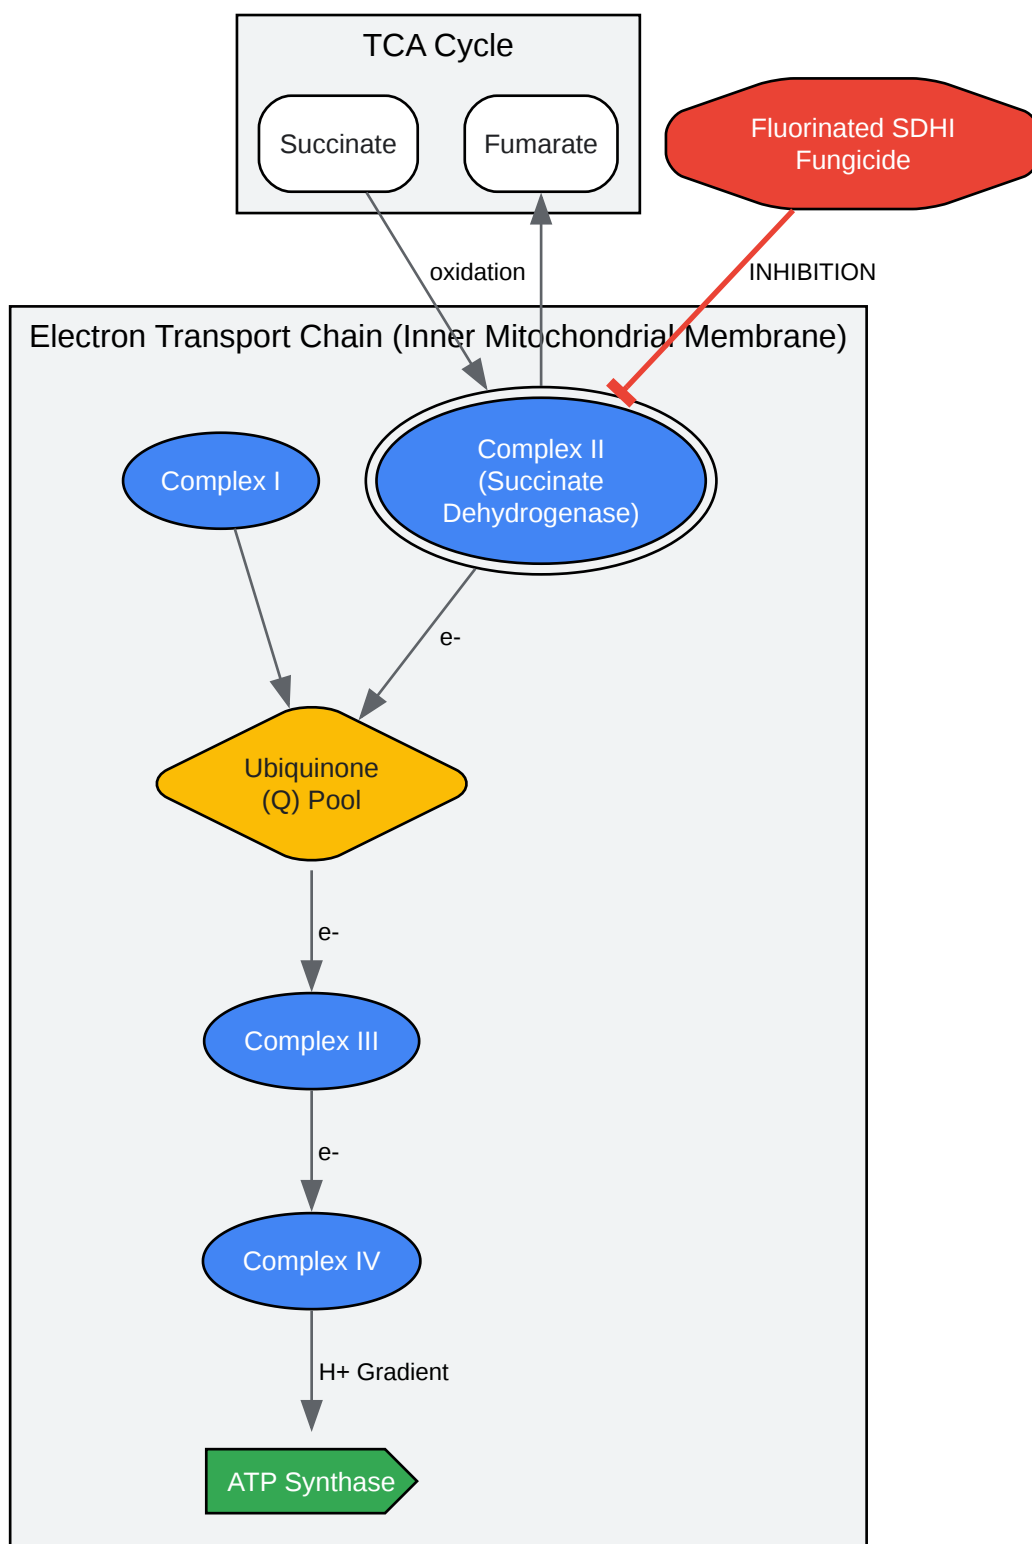 TCA Cycle
Succinate
Fumarate
Fluorinated SDHI
Fungicide
oxidation
INHIBITION
Electron Transport Chain (Inner Mitochondrial Membrane)
Complex I
Complex II
(Succinate
Dehydrogenase)
e-
Ubiquinone
(Q) Pool
e-
Complex III
e-
Complex IV
H+ Gradient
ATP Synthase